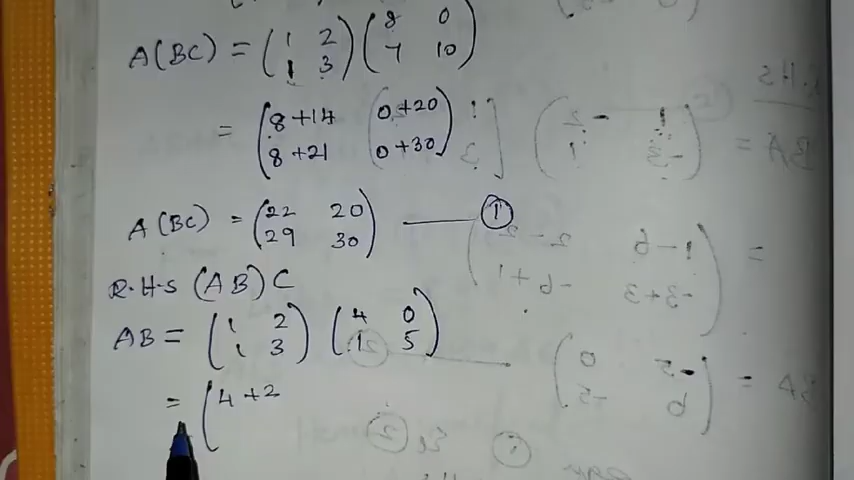 A(BC) = (1 2 1 3) (8 0 7 10)
= (8+14 0+20 8+21 0+30)
A(BC) = (22 20 29 30) —— ①
R.H.S (AB)C
AB = (1 2 1 3) (4 0 1 5)
= (4+2